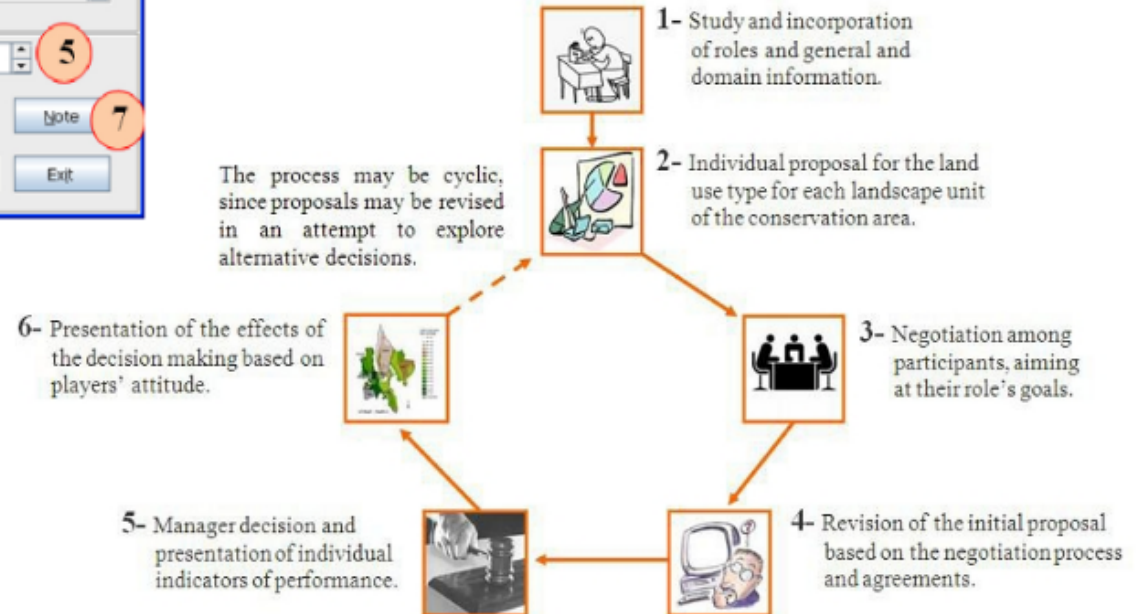 5
Note
7
Exit
1- Study and incorporation
of roles and general and
domain information.
2- Individual proposal for the land
use type for each landscape unit
of the conservation area.
The process may be cyclic,
since proposals may be revised
in an attempt to explore
alternative decisions.
3- Negotiation among
participants, aiming
at their role's goals.
4- Revision of the initial proposal
based on the negotiation process
and agreements.
5- Manager decision and
presentation of individual
indicators of performance.
6- Presentation of the effects of
the decision making based on
players' attitude.